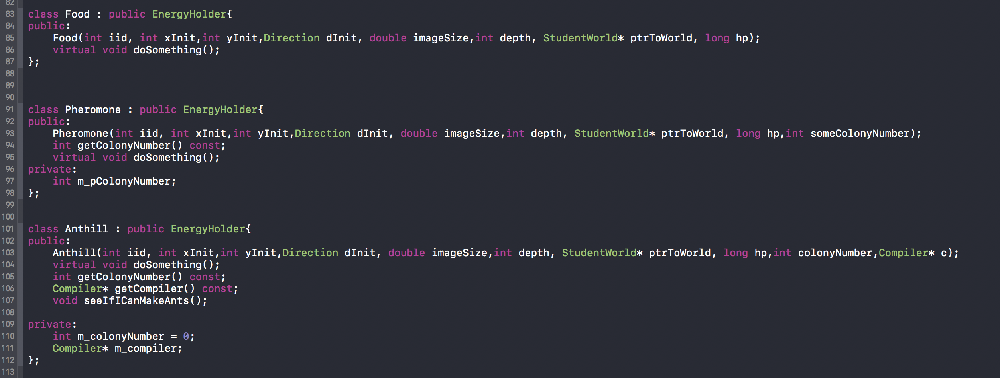 82
83 class Food : public EnergyHolder{
84 public:
85     Food(int iid, int xInit,int yInit,Direction dInit, double imageSize,int depth, StudentWorld* ptrToWorld, long hp);
86     virtual void doSomething();
87 };
88
89
90
91 class Pheromone : public EnergyHolder{
92 public:
93     Pheromone(int iid, int xInit,int yInit,Direction dInit, double imageSize,int depth, StudentWorld* ptrToWorld, long hp,int someColonyNumber);
94     int getColonyNumber() const;
95     virtual void doSomething();
96 private:
97     int m_pColonyNumber;
98 };
99
100
101 class Anthill : public EnergyHolder{
102 public:
103     Anthill(int iid, int xInit,int yInit,Direction dInit, double imageSize,int depth, StudentWorld* ptrToWorld, long hp,int colonyNumber,Compiler* c);
104     virtual void doSomething();
105     int getColonyNumber() const;
106     Compiler* getCompiler() const;
107     void seeIfICanMakeAnts();
108
109 private:
110     int m_colonyNumber = 0;
111     Compiler* m_compiler;
112 };
113